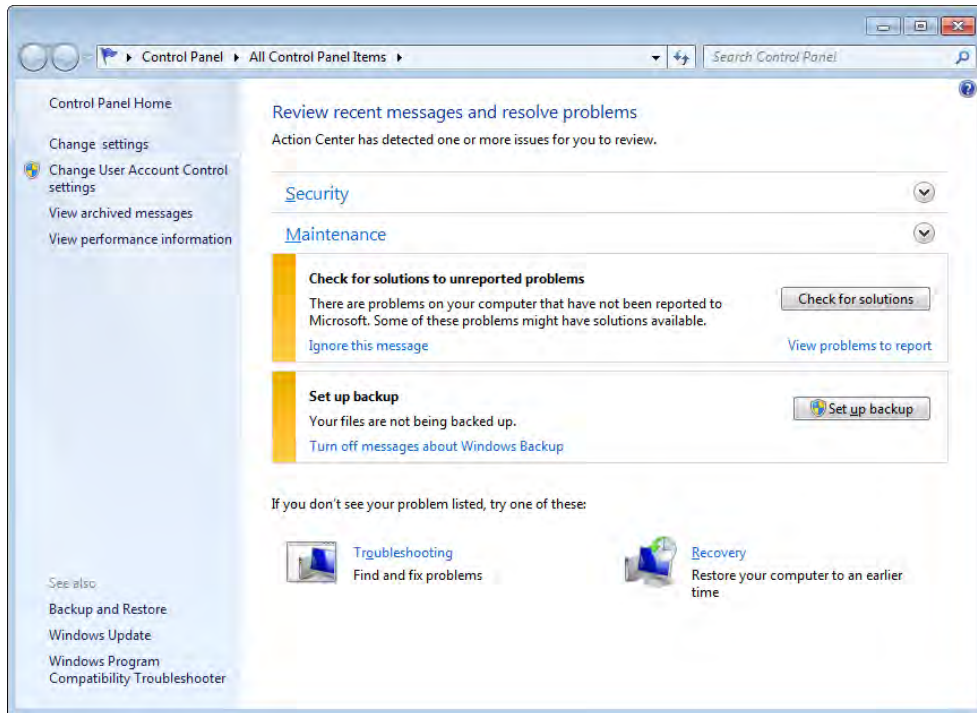 Control Panel All Control Panel Items Search Control Panel
Control Panel Home
Change settings
Change User Account Control
settings
View archived messages
View performance information
See also
Backup and Restore
Windows Update
Windows Program
Compatibility Troubleshooter
Review recent messages and resolve problems
Action Center has detected one or more issues for you to review.
Security
Maintenance
Check for solutions to unreported problems
There are problems on your computer that have not been reported to
Microsoft. Some of these problems might have solutions available.
Check for solutions
Ignore this message
View problems to report
Set up backup
Your files are not being backed up.
Set up backup
Turn off messages about Windows Backup
If you don't see your problem listed, try one of these:
Troubleshooting
Find and fix problems
Recovery
Restore your computer to an earlier
time